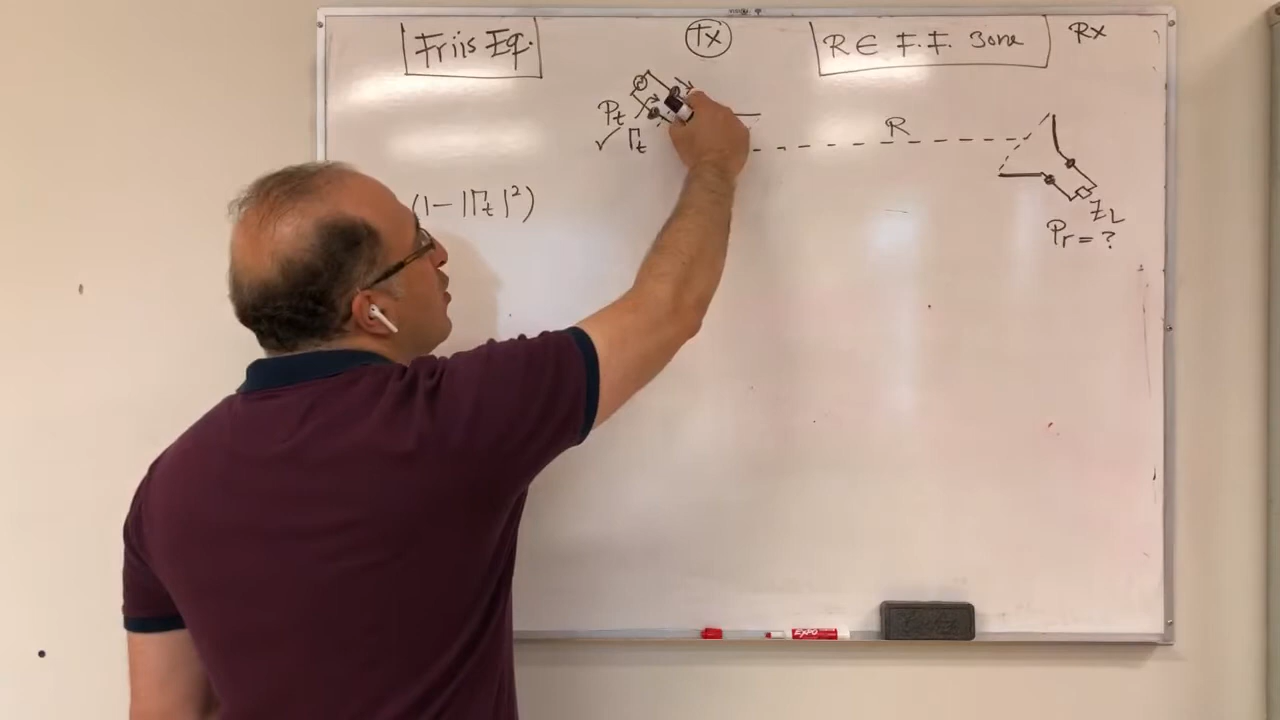 Friis Eq.
Tx
R ∈ F.F. Zone
Rx
Pt
✓ Γt
R
ZL
Pr = ?
(1 - |Γt|²)
EXPO